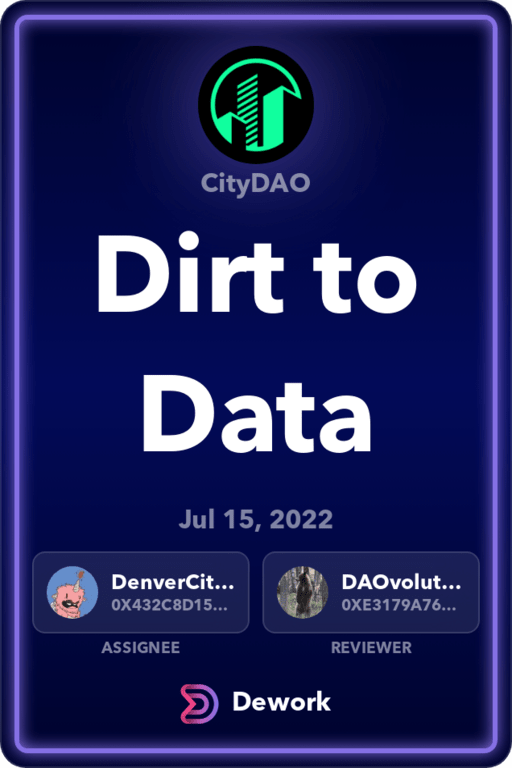 CityDAO
Dirt to
Data
Jul 15, 2022
DenverCit...
0X432C8D15...
DAOvolut...
0XE3179A76...
ASSIGNEE
REVIEWER
Dework